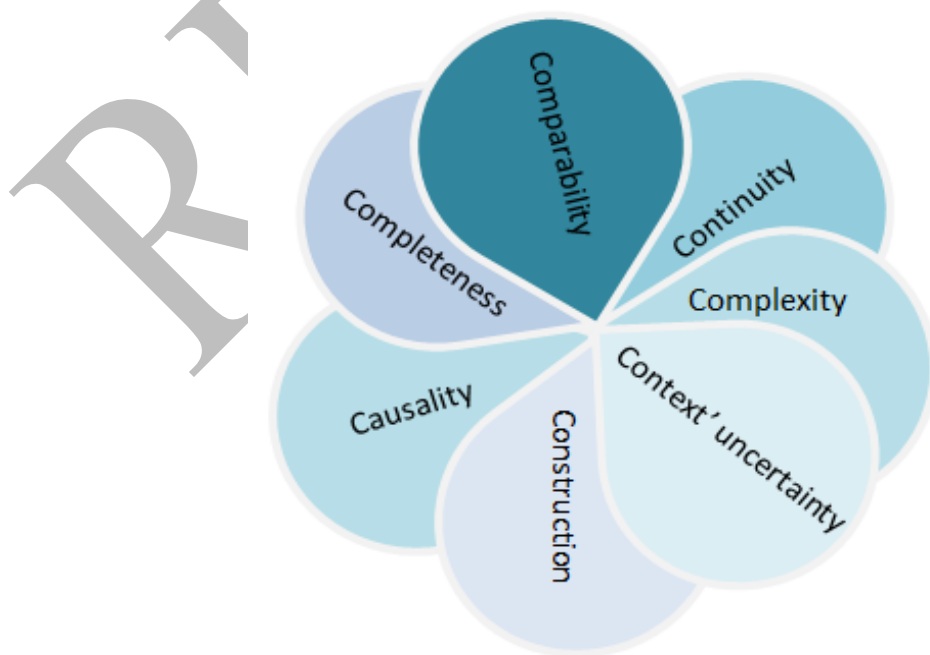 R
Comparability
Continuity
Complexity
Context’ uncertainty
Construction
Causality
Completeness